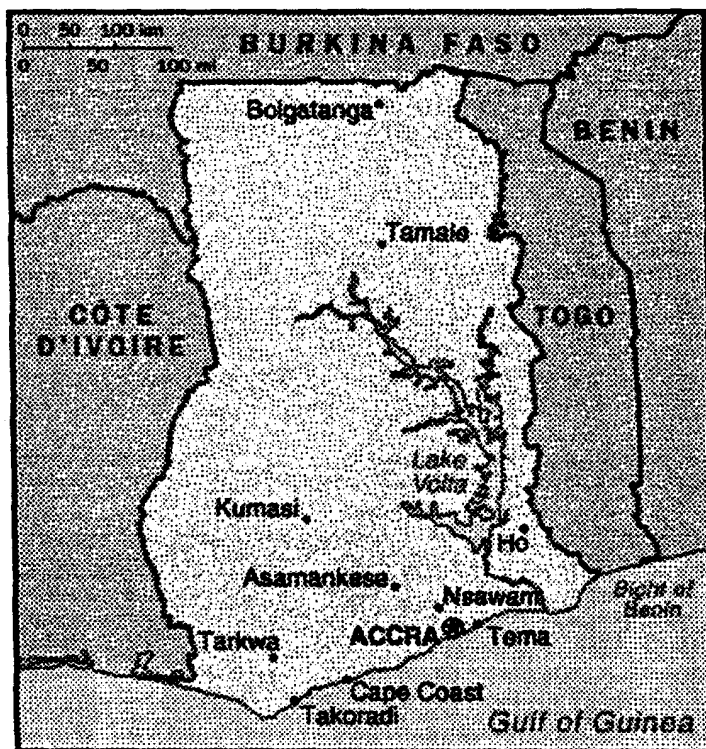 0 50 100 km
0 50 100 mi
BURKINA FASO
Bolgatanga
BENIN
Tamale
CÔTE
D'IVOIRE
TOGO
Lake
Volta
Kumasi
Ho
Asamankese
Nsawam
Bight of
Benin
ACCRA
Tema
Tarkwa
Cape Coast
Takoradi
Gulf of Guinea